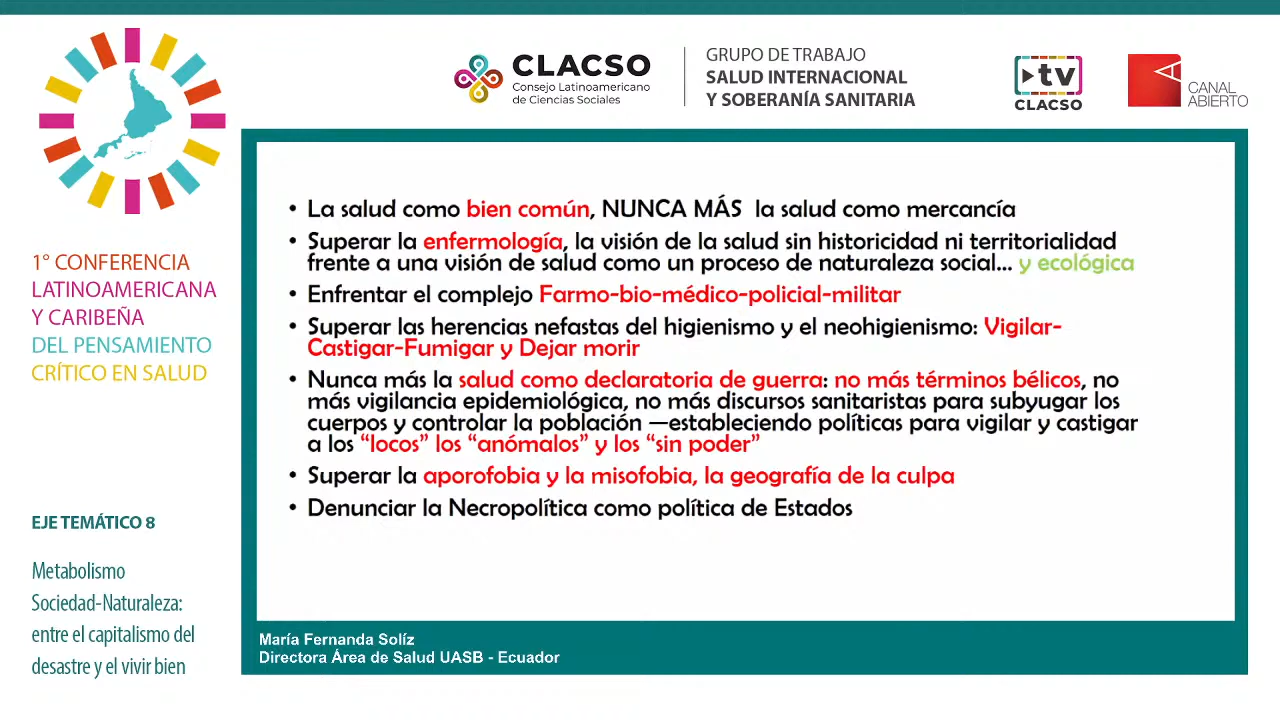 CLACSO
Consejo Latinoamericano
de Ciencias Sociales
GRUPO DE TRABAJO
SALUD INTERNACIONAL
Y SOBERANÍA SANITARIA
tv
CLACSO
CANAL
ABIERTO
1° CONFERENCIA
LATINOAMERICANA
Y CARIBEÑA
DEL PENSAMIENTO
CRÍTICO EN SALUD
EJE TEMÁTICO 8
Metabolismo
Sociedad-Naturaleza:
entre el capitalismo del
desastre y el vivir bien
• La salud como bien común, NUNCA MÁS la salud como mercancía
• Superar la enfermología, la visión de la salud sin historicidad ni territorialidad
frente a una visión de salud como un proceso de naturaleza social... y ecológica
• Enfrentar el complejo Farmo-bio-médico-policial-militar
• Superar las herencias nefastas del higienismo y el neohigienismo: Vigilar-
Castigar-Fumigar y Dejar morir
• Nunca más la salud como declaratoria de guerra: no más términos bélicos, no
más vigilancia epidemiológica, no más discursos sanitaristas para subyugar los
cuerpos y controlar la población —estableciendo políticas para vigilar y castigar
a los “locos” los “anómalos” y los “sin poder”
• Superar la aporofobia y la misofobia, la geografía de la culpa
• Denunciar la Necropolítica como política de Estados
María Fernanda Solíz
Directora Área de Salud UASB - Ecuador